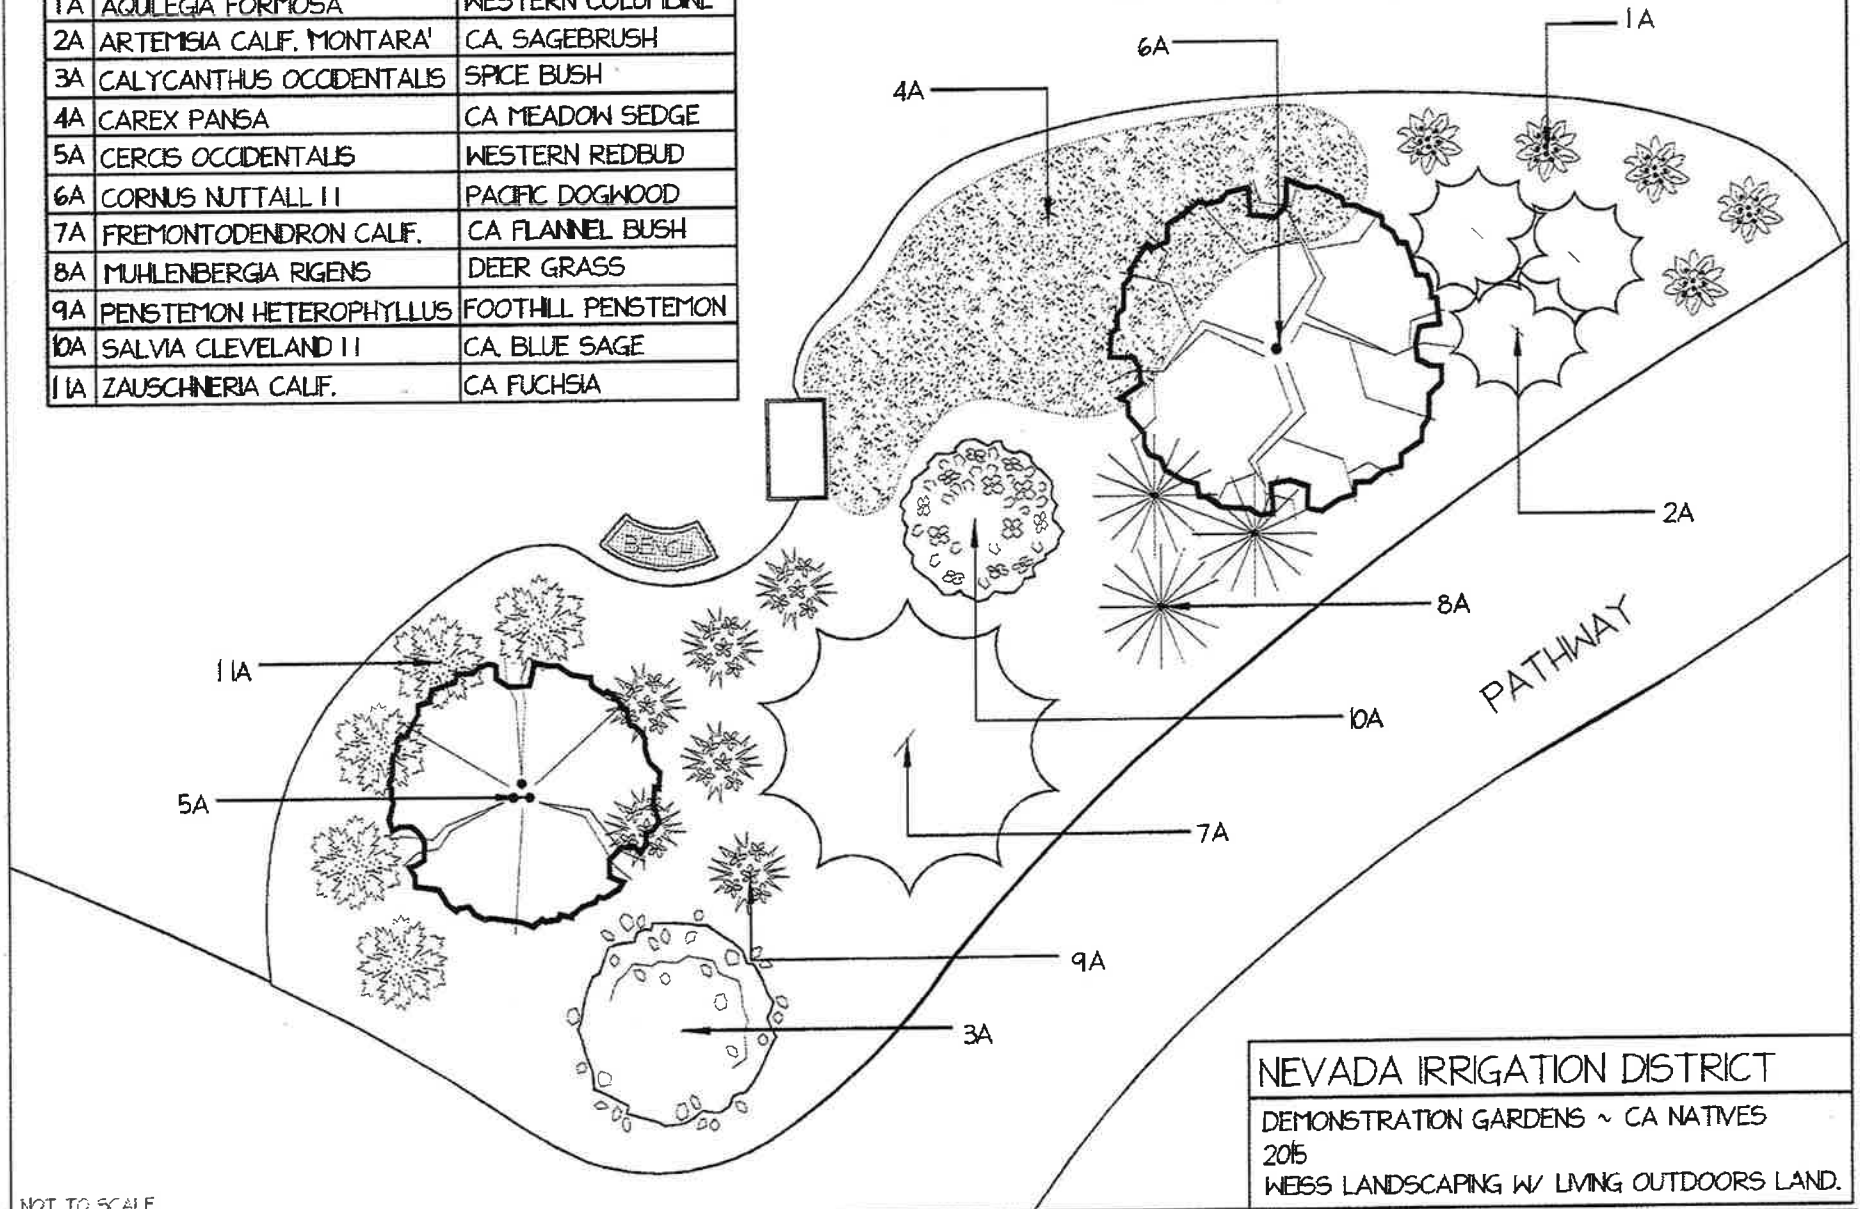 1A AQUILEGIA FORMOSA WESTERN COLUMBINE
2A ARTEMISIA CALIF. 'MONTARA' CA. SAGEBRUSH
3A CALYCANTHUS OCCIDENTALIS SPICE BUSH
4A CAREX PANSA CA MEADOW SEDGE
5A CERCIS OCCIDENTALIS WESTERN REDBUD
6A CORNUS NUTTALL II PACIFIC DOGWOOD
7A FREMONTODENDRON CALIF. CA FLANNEL BUSH
8A MUHLENBERGIA RIGENS DEER GRASS
9A PENSTEMON HETEROPHYLLUS FOOTHILL PENSTEMON
10A SALVIA CLEVELAND II CA. BLUE SAGE
11A ZAUSCHNERIA CALIF. CA FUCHSIA
1A
6A
4A
2A
BENCH
8A
PATHWAY
11A
10A
5A
7A
9A
3A
NEVADA IRRIGATION DISTRICT
DEMONSTRATION GARDENS ~ CA NATIVES
2015
WEISS LANDSCAPING W/ LIVING OUTDOORS LAND.
NOT TO SCALE